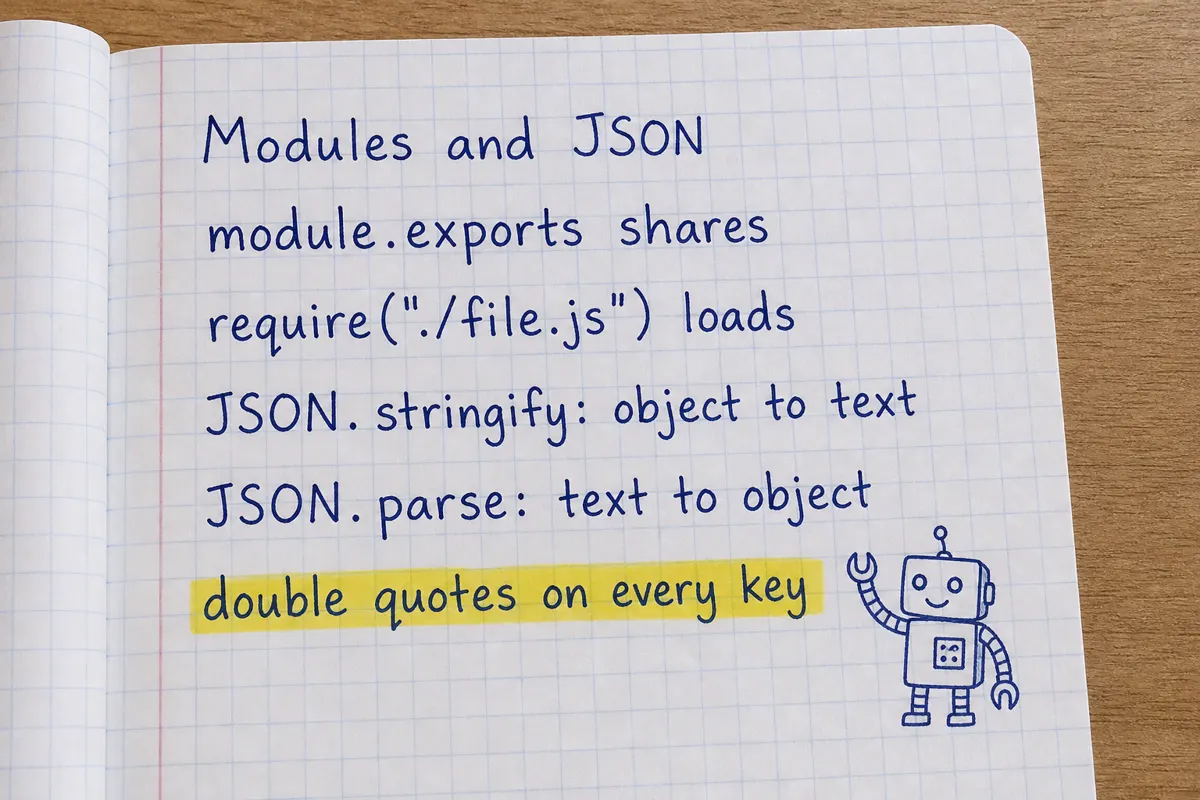 Modules and JSON
module.exports shares
require("./file.js") loads
JSON.stringify: object to text
JSON.parse: text to object
double quotes on every key